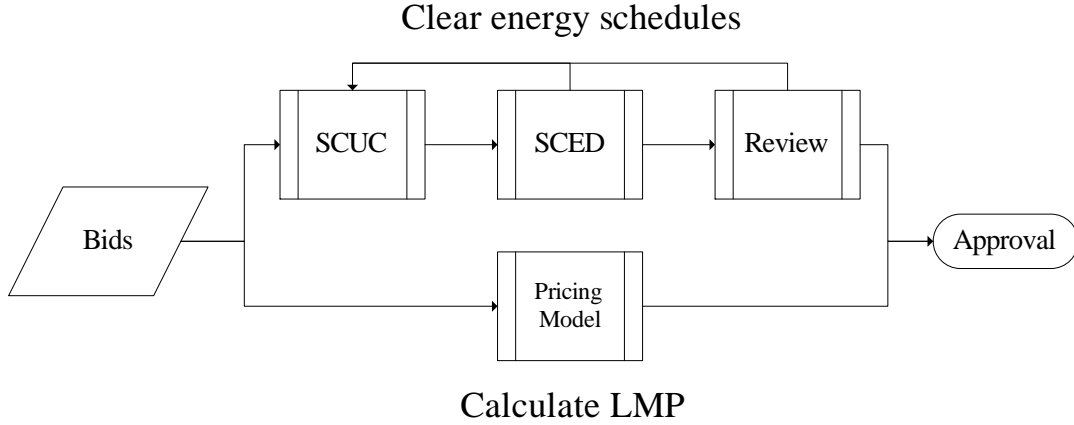 Clear energy schedules
SCUC
SCED
Review
Bids
Approval
Pricing
Model
Calculate LMP